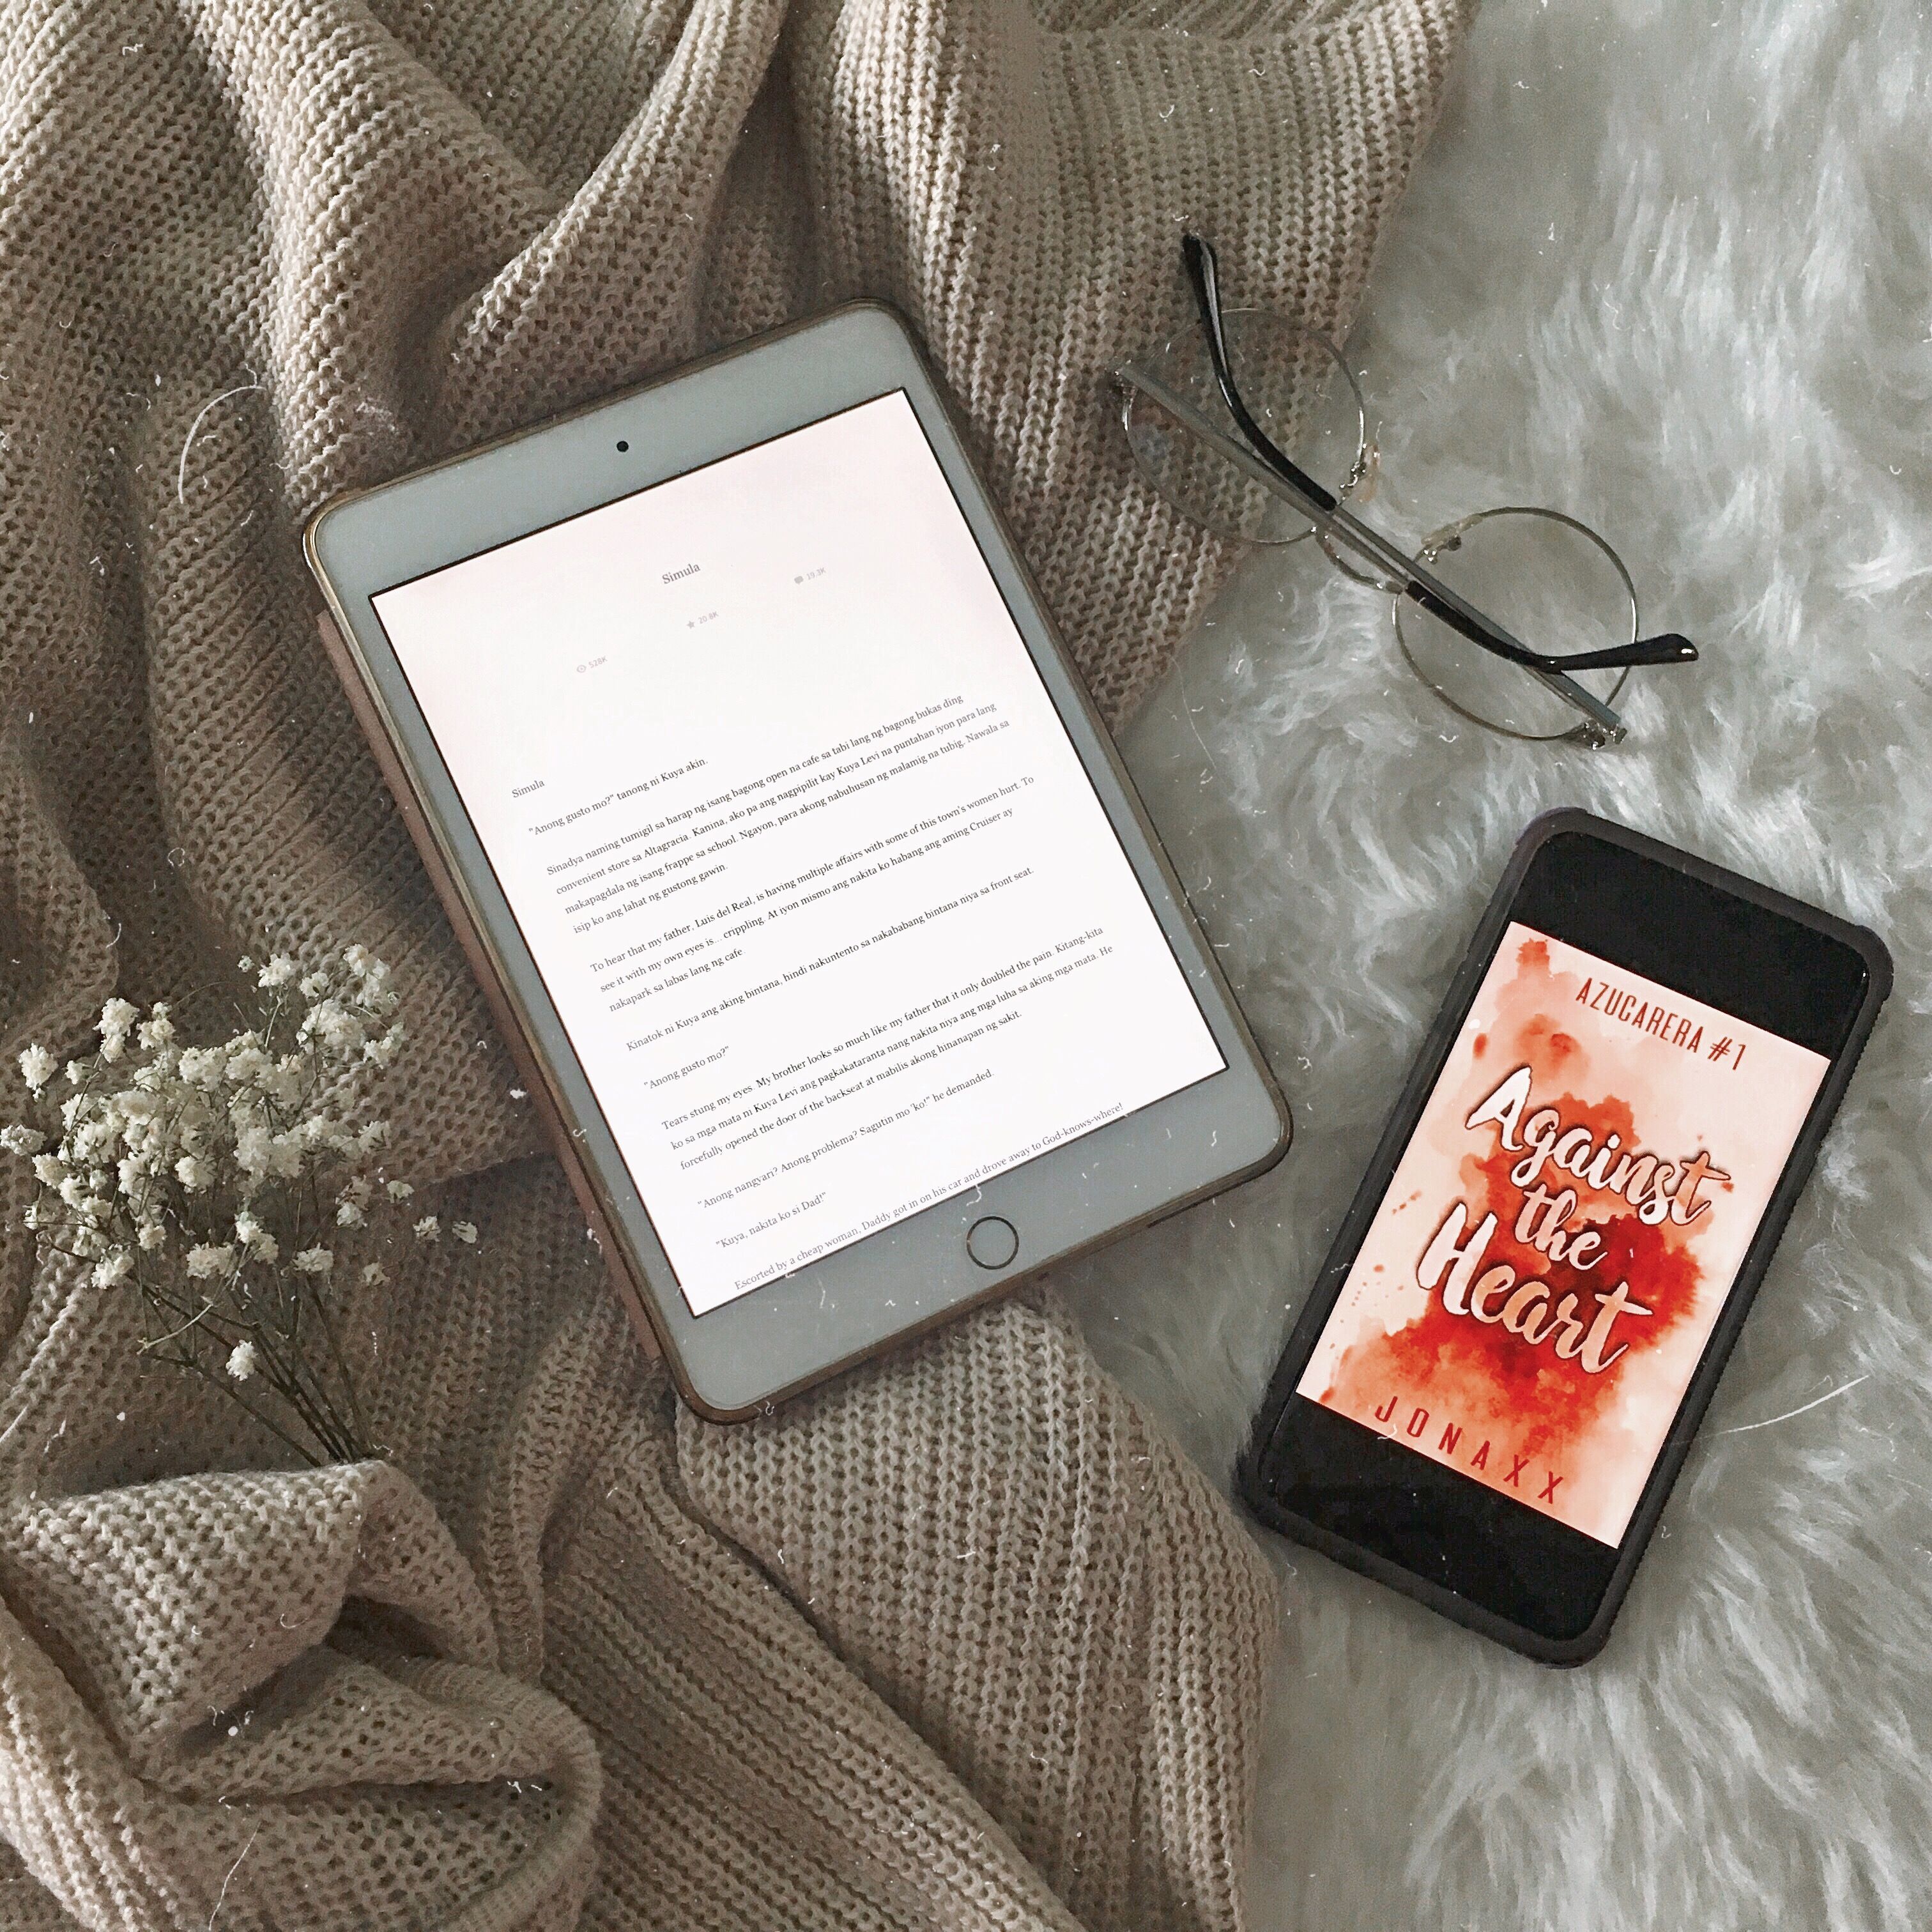 Simula
528K
20.8K
19.3K
Simula
"Anong gusto mo?" tanong ni Kuya akin.
Sinadya naming tumigil sa harap ng isang bagong open na cafe sa tabi lang ng bagong bukas ding
convenient store sa Altagracia. Kanina, ako pa ang nagpipilit kay Kuya Levi na puntahan iyon para lang
makapagdala ng isang frappe sa school. Ngayon, para akong nabuhusan ng malamig na tubig. Nawala sa
isip ko ang lahat ng gustong gawin.
To hear that my father, Luis del Real, is having multiple affairs with some of this town's women hurt. To
see it with my own eyes is... crippling. At iyon mismo ang nakita ko habang ang aming Cruiser ay
nakapark sa labas lang ng cafe.
Kinatok ni Kuya ang aking bintana, hindi nakuntento sa nakababang bintana niya sa front seat.
"Anong gusto mo?"
Tears stung my eyes. My brother looks so much like my father that it only doubled the pain. Kitang-kita
ko sa mga mata ni Kuya Levi ang pagkakataranta nang nakita niya ang mga luha sa aking mga mata. He
forcefully opened the door of the backseat at mabilis akong hinanapan ng sakit.
"Anong nangyari? Anong problema? Sagutin mo 'ko!" he demanded.
"Kuya, nakita ko si Dad!"
Escorted by a cheap woman, Daddy got in on his car and drove away to God-knows-where!
AZUCARERA #1
Against
the
Heart
JONAXX